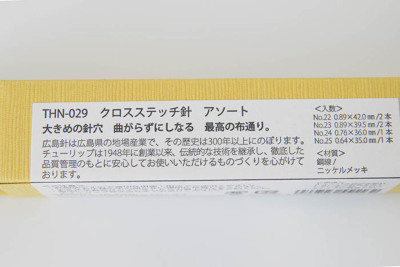 THN-029 クロスステッチ針 アソート
大きめの針穴 曲がらずにしなる 最高の布通り。
広島針は広島県の地場産業で、その歴史は300年以上にのぼります。
チューリップは1948年に創業以来、伝統的な技術を継承し、徹底した
品質管理のもとに安心してお使いいただけるものづくりを心がけて
おります。
<入数>
No.22 0.89×42.0㎜/2本
No.23 0.89×39.5㎜/2本
No.24 0.76×36.0㎜/1本
No.25 0.64×35.0㎜/1本
<材質>
鋼線/
ニッケルメッキ